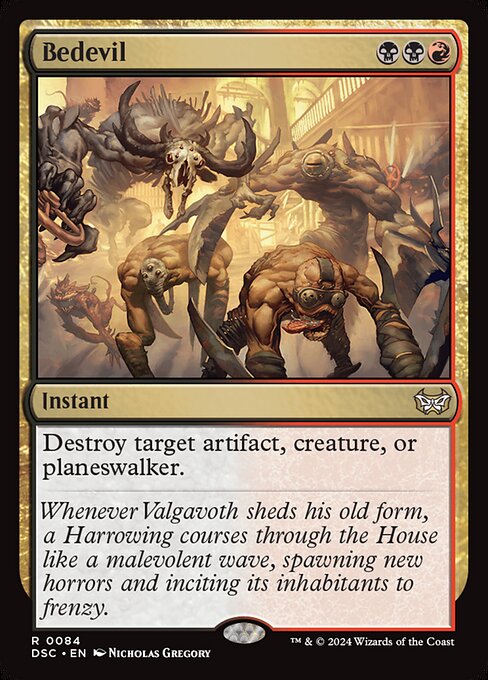 Bedevil
Instant
Destroy target artifact, creature, or
planeswalker.
Whenever Valgavoth sheds his old form,
a Harrowing courses through the House
like a malevolent wave, spawning new
horrors and inciting its inhabitants to
frenzy.
R 0084
DSC • EN Nicholas Gregory
™ & © 2024 Wizards of the Coast